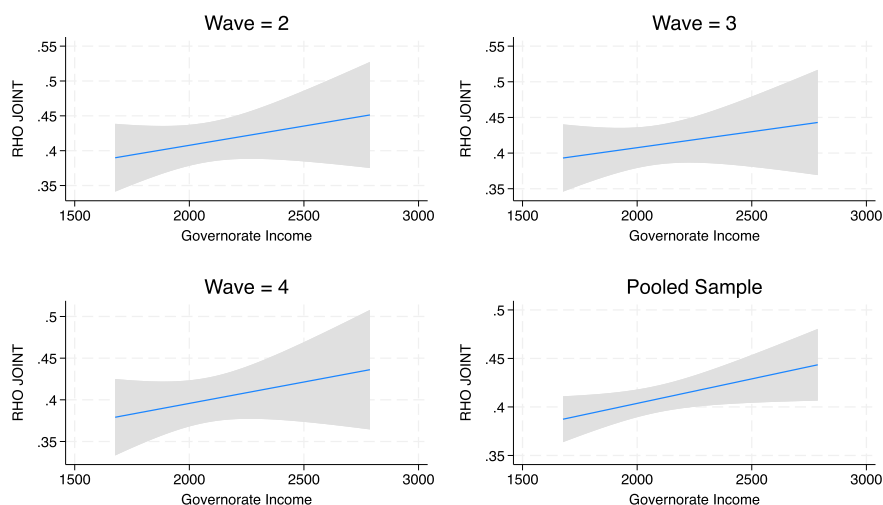 Wave = 2
.55
.5
.45
.4
.35
RHO JOINT
1500 2000 2500 3000
Governorate Income
Wave = 3
.55
.5
.45
.4
.35
RHO JOINT
1500 2000 2500 3000
Governorate Income
Wave = 4
.5
.45
.4
.35
RHO JOINT
1500 2000 2500 3000
Governorate Income
Pooled Sample
.5
.45
.4
.35
RHO JOINT
1500 2000 2500 3000
Governorate Income